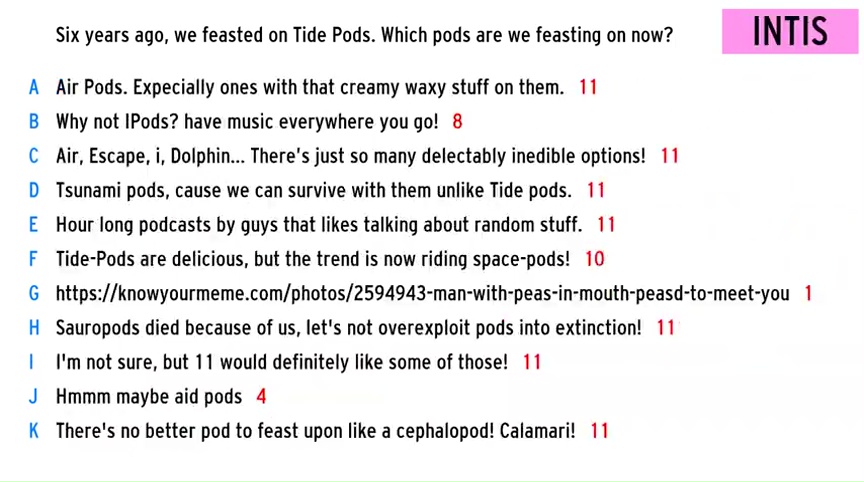 Six years ago, we feasted on Tide Pods. Which pods are we feasting on now?
INTIS
A Air Pods. Expecially ones with that creamy waxy stuff on them. 11
B Why not IPods? have music everywhere you go! 8
C Air, Escape, i, Dolphin... There's just so many delectably inedible options! 11
D Tsunami pods, cause we can survive with them unlike Tide pods. 11
E Hour long podcasts by guys that likes talking about random stuff. 11
F Tide-Pods are delicious, but the trend is now riding space-pods! 10
G https://knowyourmeme.com/photos/2594943-man-with-peas-in-mouth-peasd-to-meet-you 1
H Sauropods died because of us, let's not overexploit pods into extinction! 11
I I'm not sure, but 11 would definitely like some of those! 11
J Hmmm maybe aid pods 4
K There's no better pod to feast upon like a cephalopod! Calamari! 11